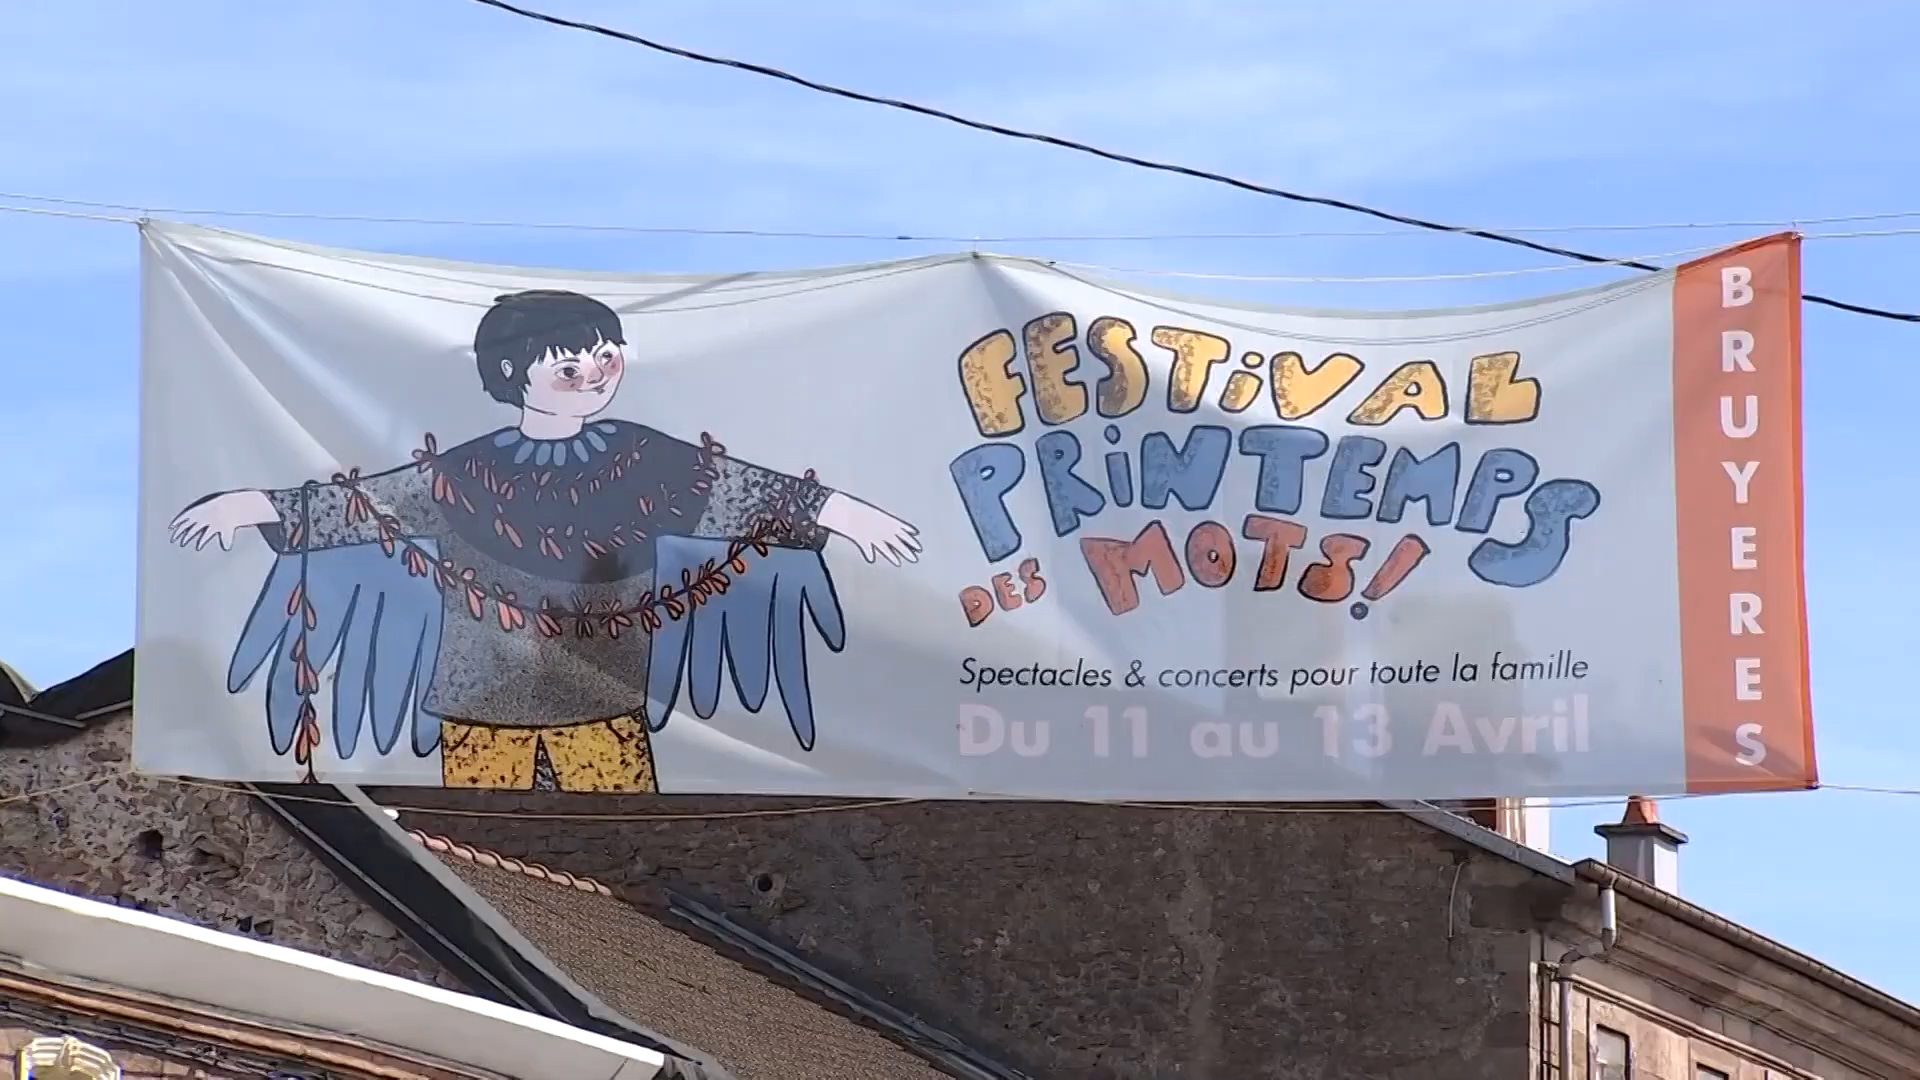 FESTiVAL
PRiNTEMPS
DES MOTS!
Spectacles & concerts pour toute la famille
Du 11 au 13 Avril
BRUYERES